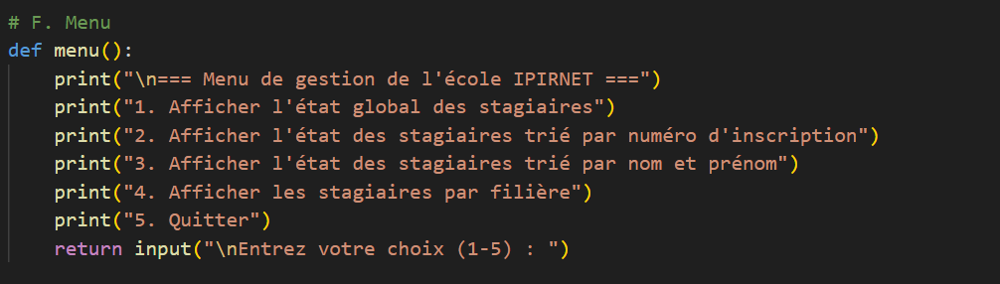 # F. Menu
def menu():
    print("\n=== Menu de gestion de l'école IPIRNET ===")
    print("1. Afficher l'état global des stagiaires")
    print("2. Afficher l'état des stagiaires trié par numéro d'inscription")
    print("3. Afficher l'état des stagiaires trié par nom et prénom")
    print("4. Afficher les stagiaires par filière")
    print("5. Quitter")
    return input("\nEntrez votre choix (1-5) : ")